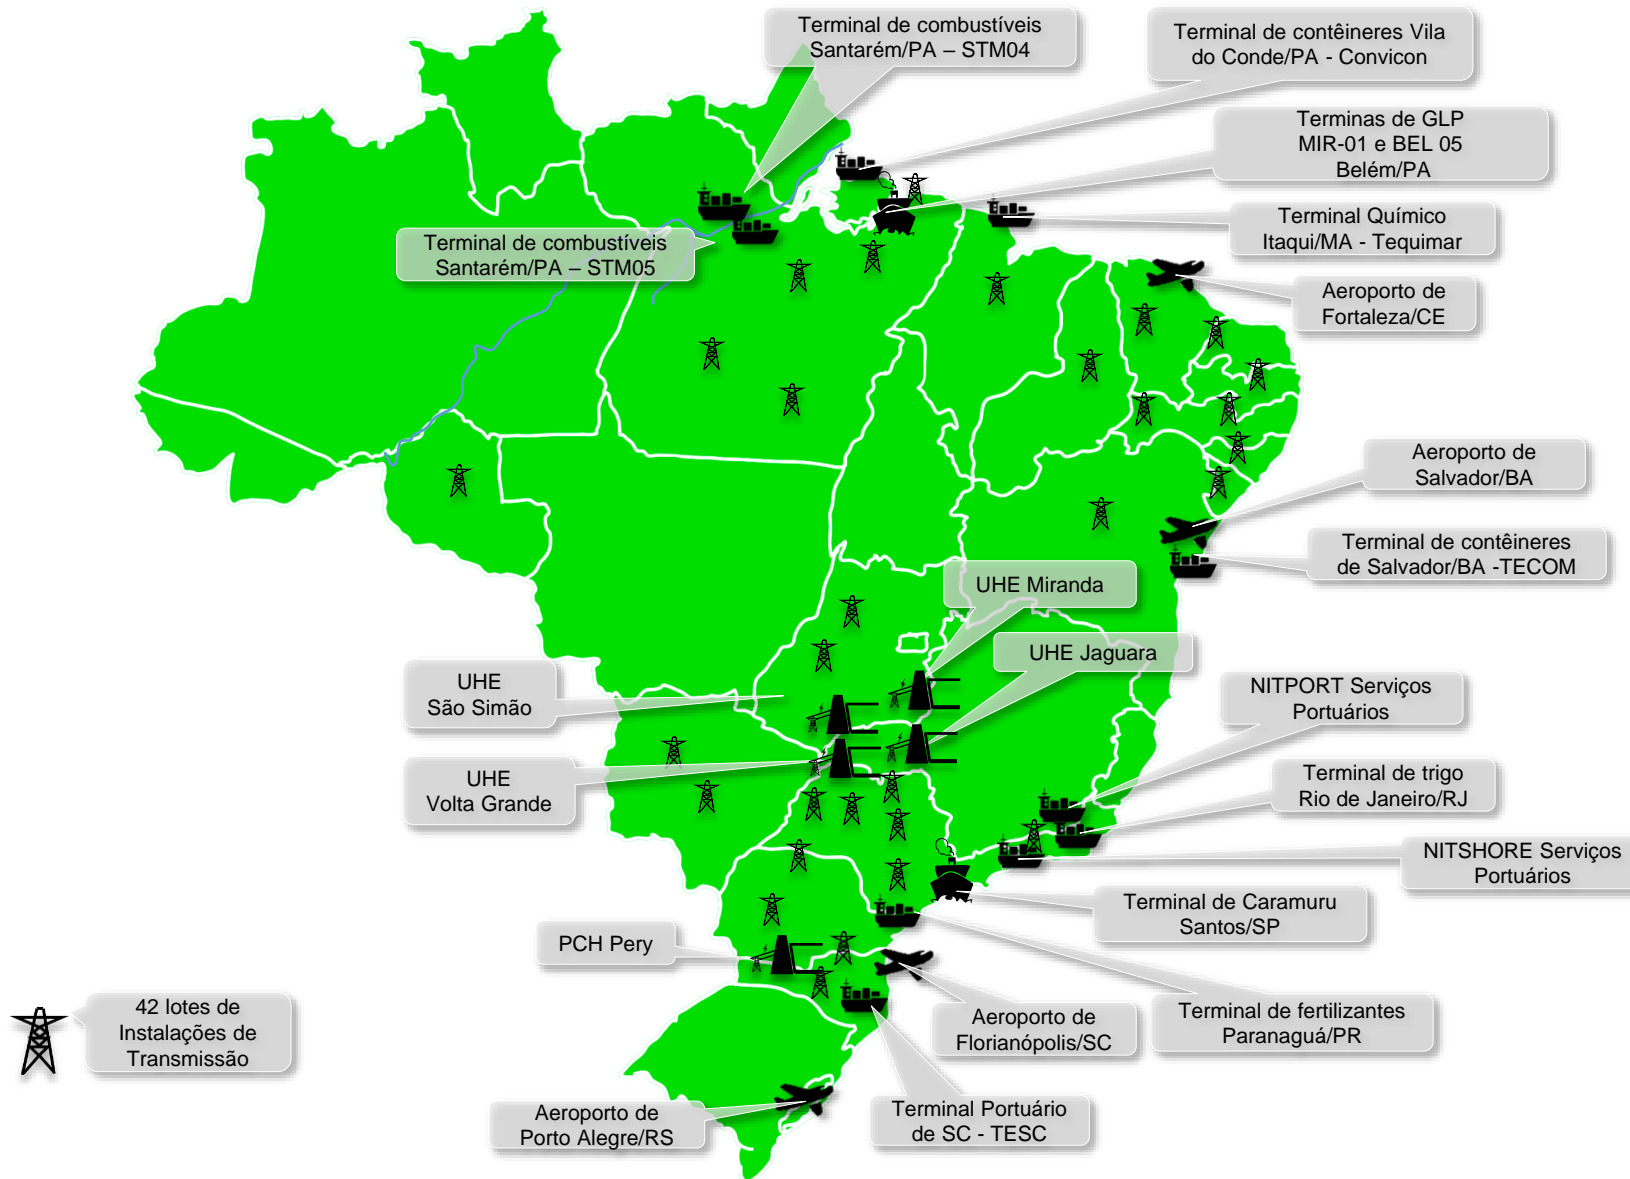 Terminal de combustíveis
Santarém/PA – STM04
Terminal de contêineres Vila
do Conde/PA - Convicon
Terminas de GLP
MIR-01 e BEL 05
Belém/PA
Terminal Químico
Itaqui/MA - Tequimar
Terminal de combustíveis
Santarém/PA – STM05
Aeroporto de
Fortaleza/CE
Aeroporto de
Salvador/BA
Terminal de contêineres
de Salvador/BA -TECOM
UHE Miranda
UHE Jaguara
UHE
São Simão
NITPORT Serviços
Portuários
UHE
Volta Grande
Terminal de trigo
Rio de Janeiro/RJ
NITSHORE Serviços
Portuários
Terminal de Caramuru
Santos/SP
PCH Pery
42 lotes de
Instalações de
Transmissão
Aeroporto de
Florianópolis/SC
Terminal de fertilizantes
Paranaguá/PR
Aeroporto de
Porto Alegre/RS
Terminal Portuário
de SC - TESC